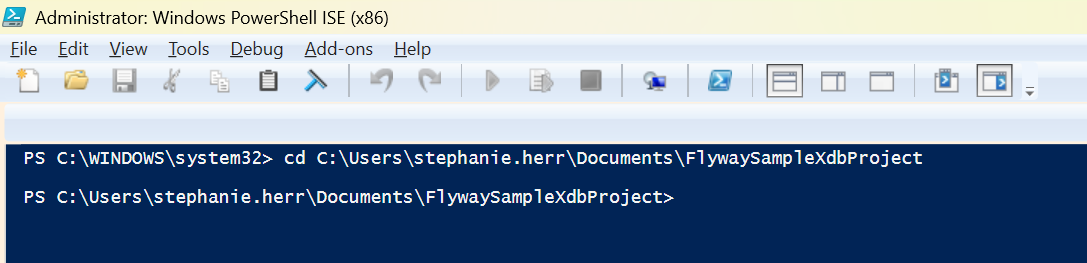 Administrator: Windows PowerShell ISE (x86)
File Edit View Tools Debug Add-ons Help
PS C:\WINDOWS\system32> cd C:\Users\stephanie.herr\Documents\FlywaySampleXdbProject
PS C:\Users\stephanie.herr\Documents\FlywaySampleXdbProject>